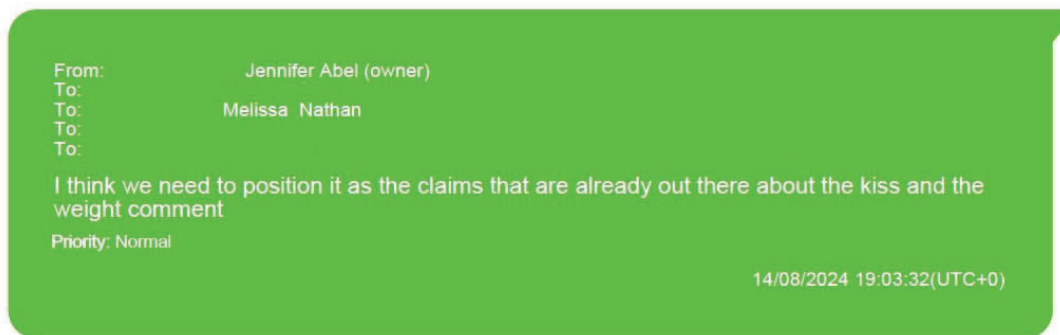 From: Jennifer Abel (owner)
To:
To: Melissa Nathan
To:
To:
I think we need to position it as the claims that are already out there about the kiss and the
weight comment
Priority: Normal
14/08/2024 19:03:32(UTC+0)